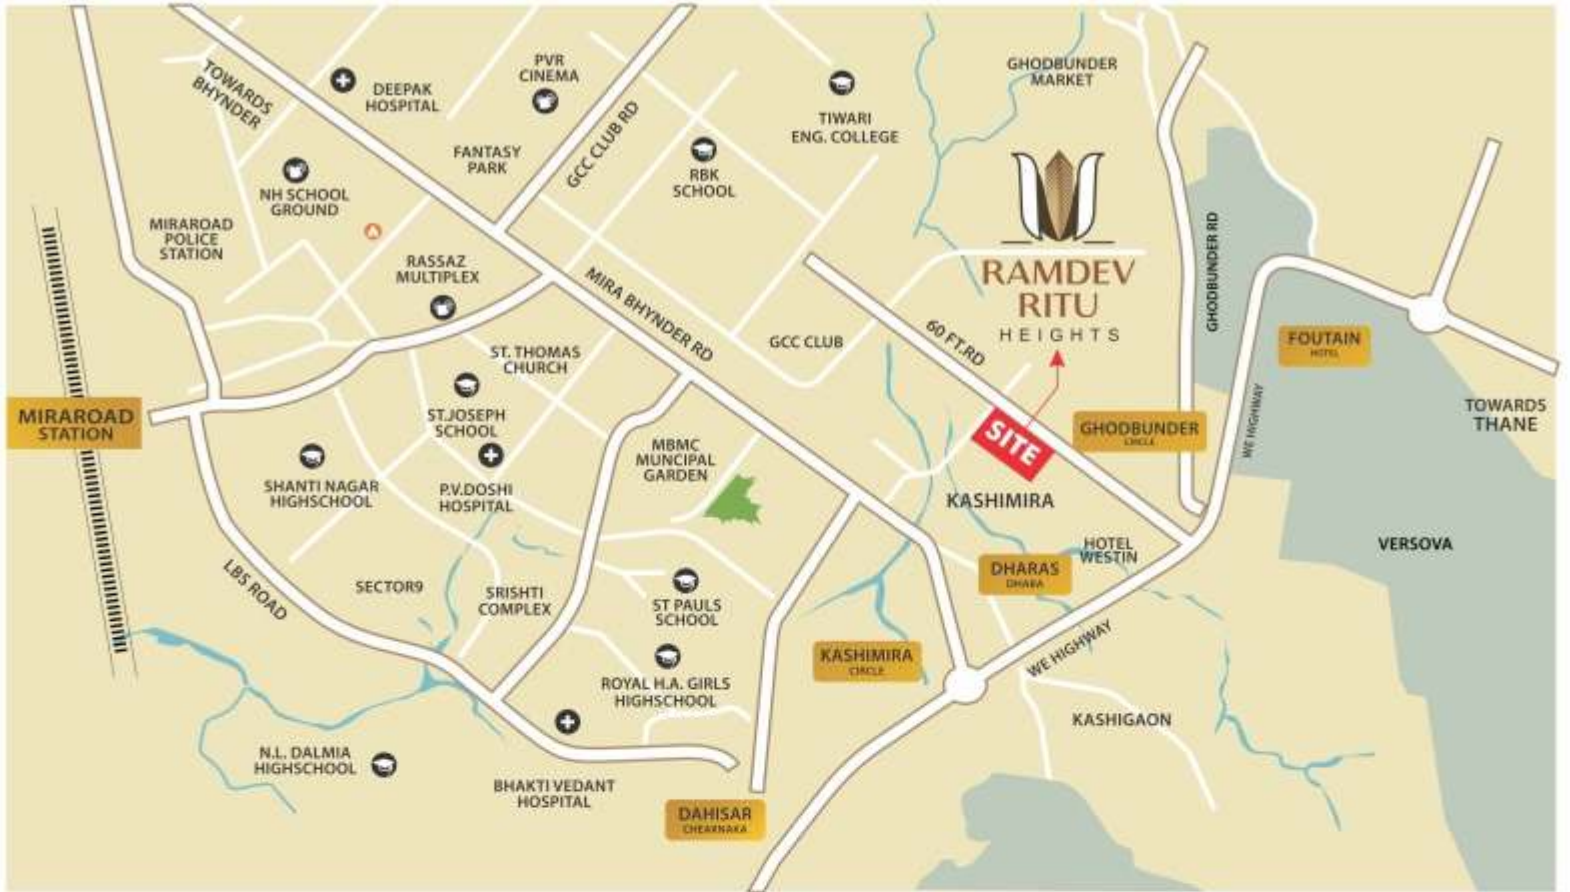 TOWARDS
BHYNDER
DEEPAK
HOSPITAL
PVR
CINEMA
FANTASY
PARK
GCC CLUB RD
TIWARI
ENG. COLLEGE
GHODBUNDER
MARKET
RBK
SCHOOL
NH SCHOOL
GROUND
MIRAROAD
POLICE
STATION
RASSAZ
MULTIPLEX
MIRA BHYNDER RD
RAMDEV
RITU
HEIGHTS
GHODBUNDER RD
60 FT.RD
GCC CLUB
FOUTAIN
HOTEL
ST. THOMAS
CHURCH
MIRAROAD
STATION
ST.JOSEPH
SCHOOL
MBMC
MUNCIPAL
GARDEN
SITE
GHODBUNDER
CIRCLE
WE HIGHWAY
TOWARDS
THANE
SHANTI NAGAR
HIGHSCHOOL
P.V.DOSHI
HOSPITAL
KASHIMIRA
HOTEL
WESTIN
VERSOVA
DHARAS
DHABA
LBS ROAD
SECTOR9
SRISHTI
COMPLEX
ST PAULS
SCHOOL
KASHIMIRA
CIRCLE
WE HIGHWAY
ROYAL H.A. GIRLS
HIGHSCHOOL
KASHIGAON
N.L. DALMIA
HIGHSCHOOL
BHAKTI VEDANT
HOSPITAL
DAHISAR
CHEARNAKA